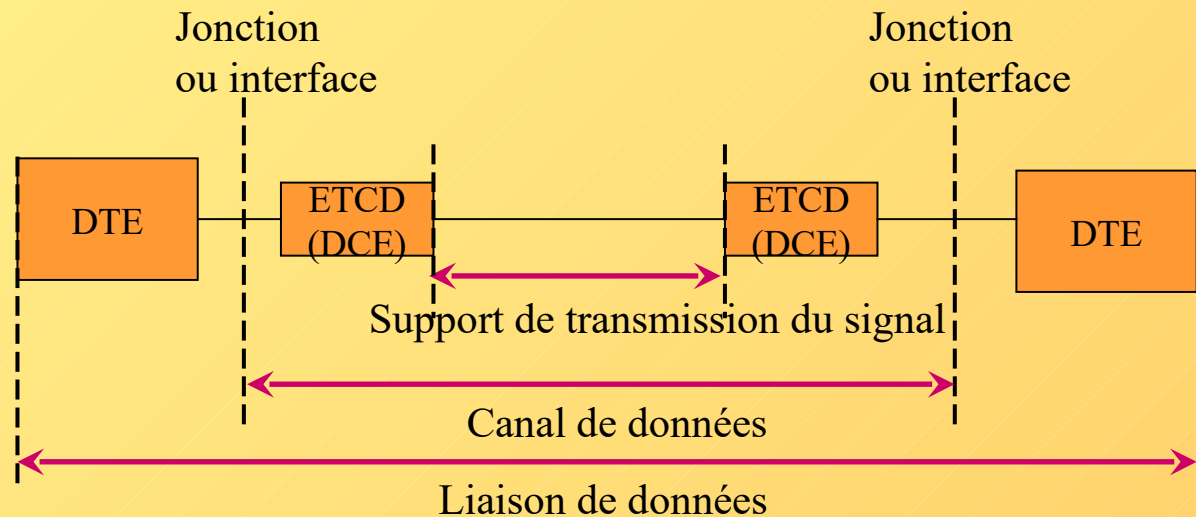 Jonction
ou interface
Jonction
ou interface
DTE
ETCD
(DCE)
ETCD
(DCE)
DTE
Support de transmission du signal
Canal de données
Liaison de données